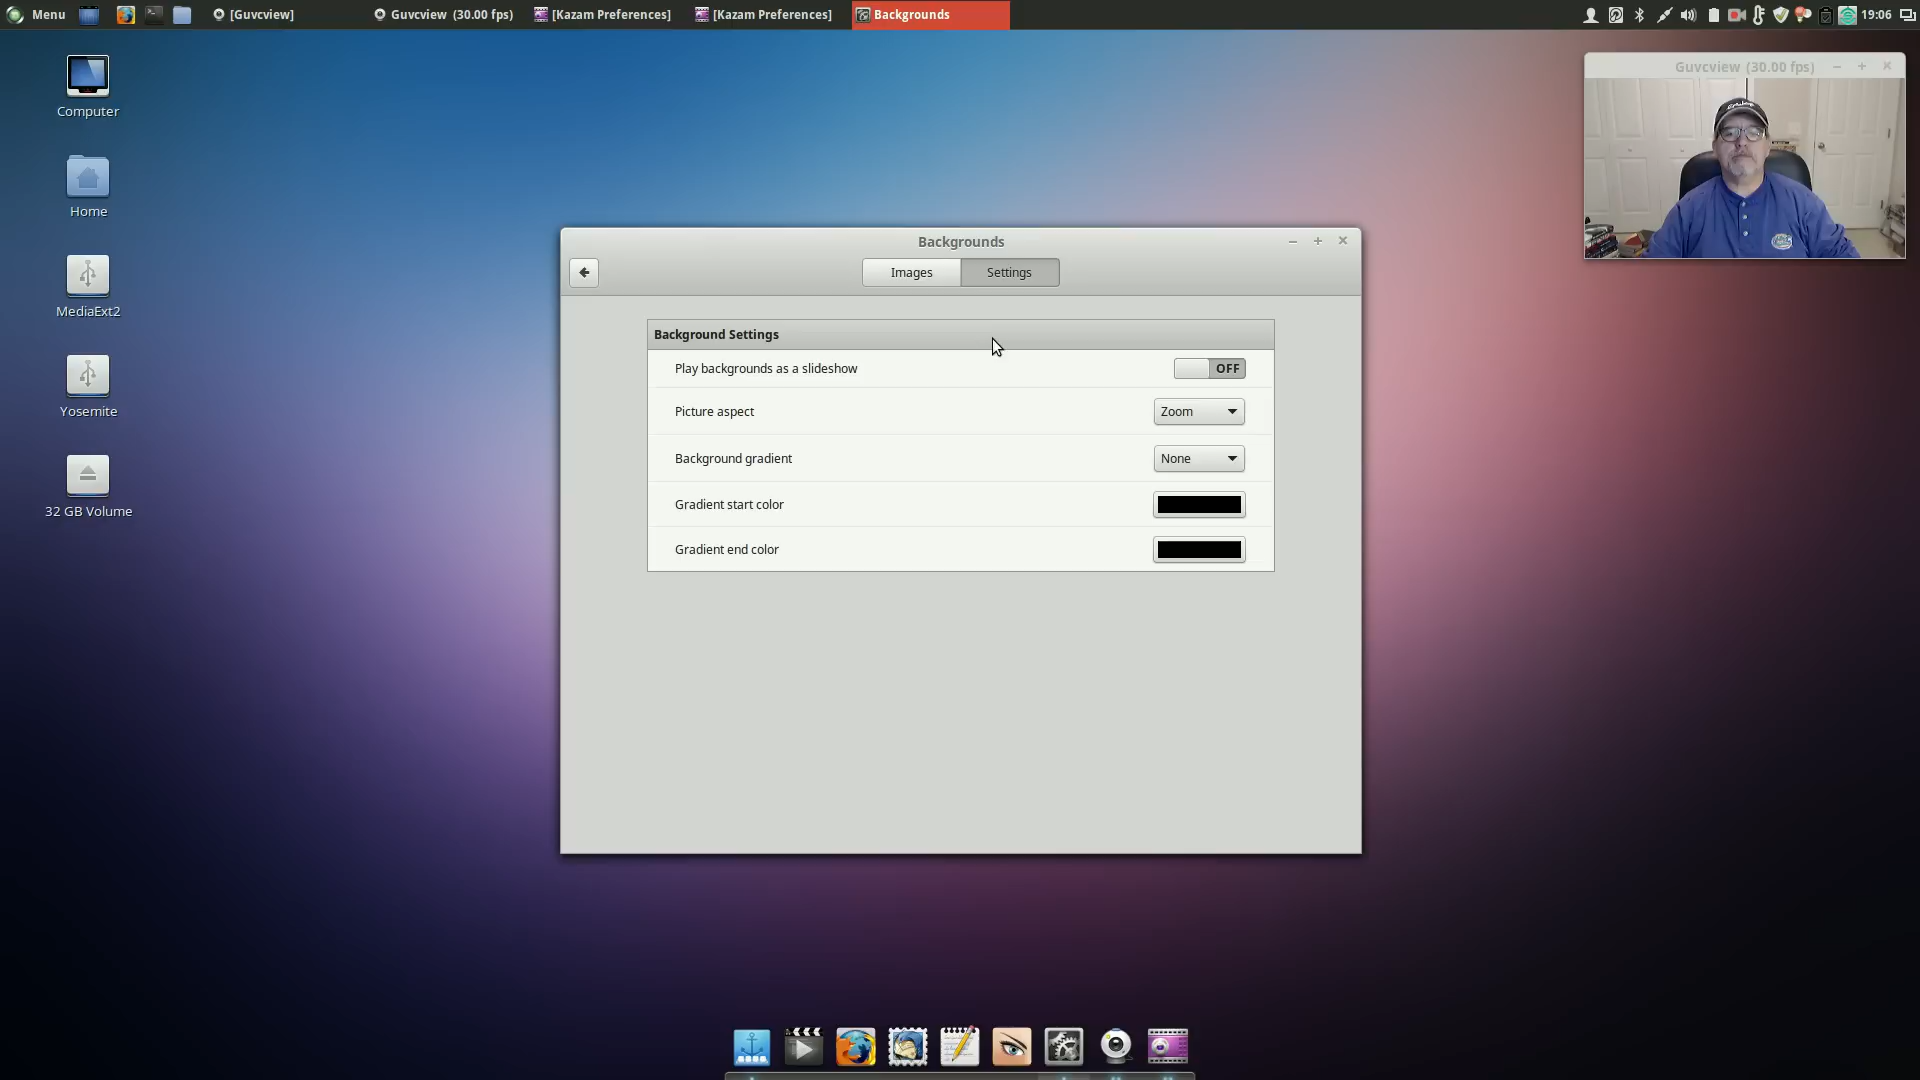 Menu
[Guvcview]
Guvcview (30.00 fps)
[Kazam Preferences]
[Kazam Preferences]
Backgrounds
19:06
Computer
Home
MediaExt2
Yosemite
32 GB Volume
Guvcview (30.00 fps)
Backgrounds
Images
Settings
Background Settings
Play backgrounds as a slideshow
OFF
Picture aspect
Zoom
Background gradient
None
Gradient start color
Gradient end color